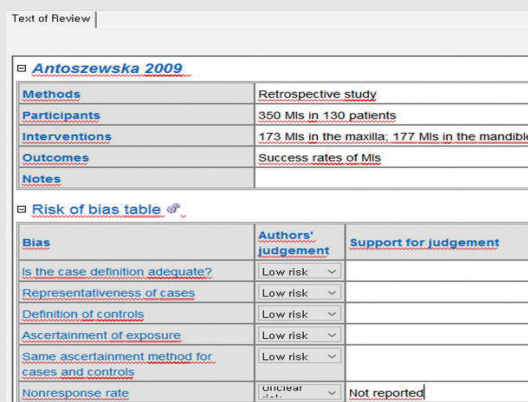 Text of Review
Antoszewska 2009
Methods Retrospective study
Participants 350 MIs in 130 patients
Interventions 173 MIs in the maxilla; 177 MIs in the mandible
Outcomes Success rates of MIs
Notes
Risk of bias table
Bias Authors' judgement Support for judgement
Is the case definition adequate? Low risk
Representativeness of cases Low risk
Definition of controls Low risk
Ascertainment of exposure Low risk
Same ascertainment method for Low risk
cases and controls
Nonresponse rate Unclear risk Not reported